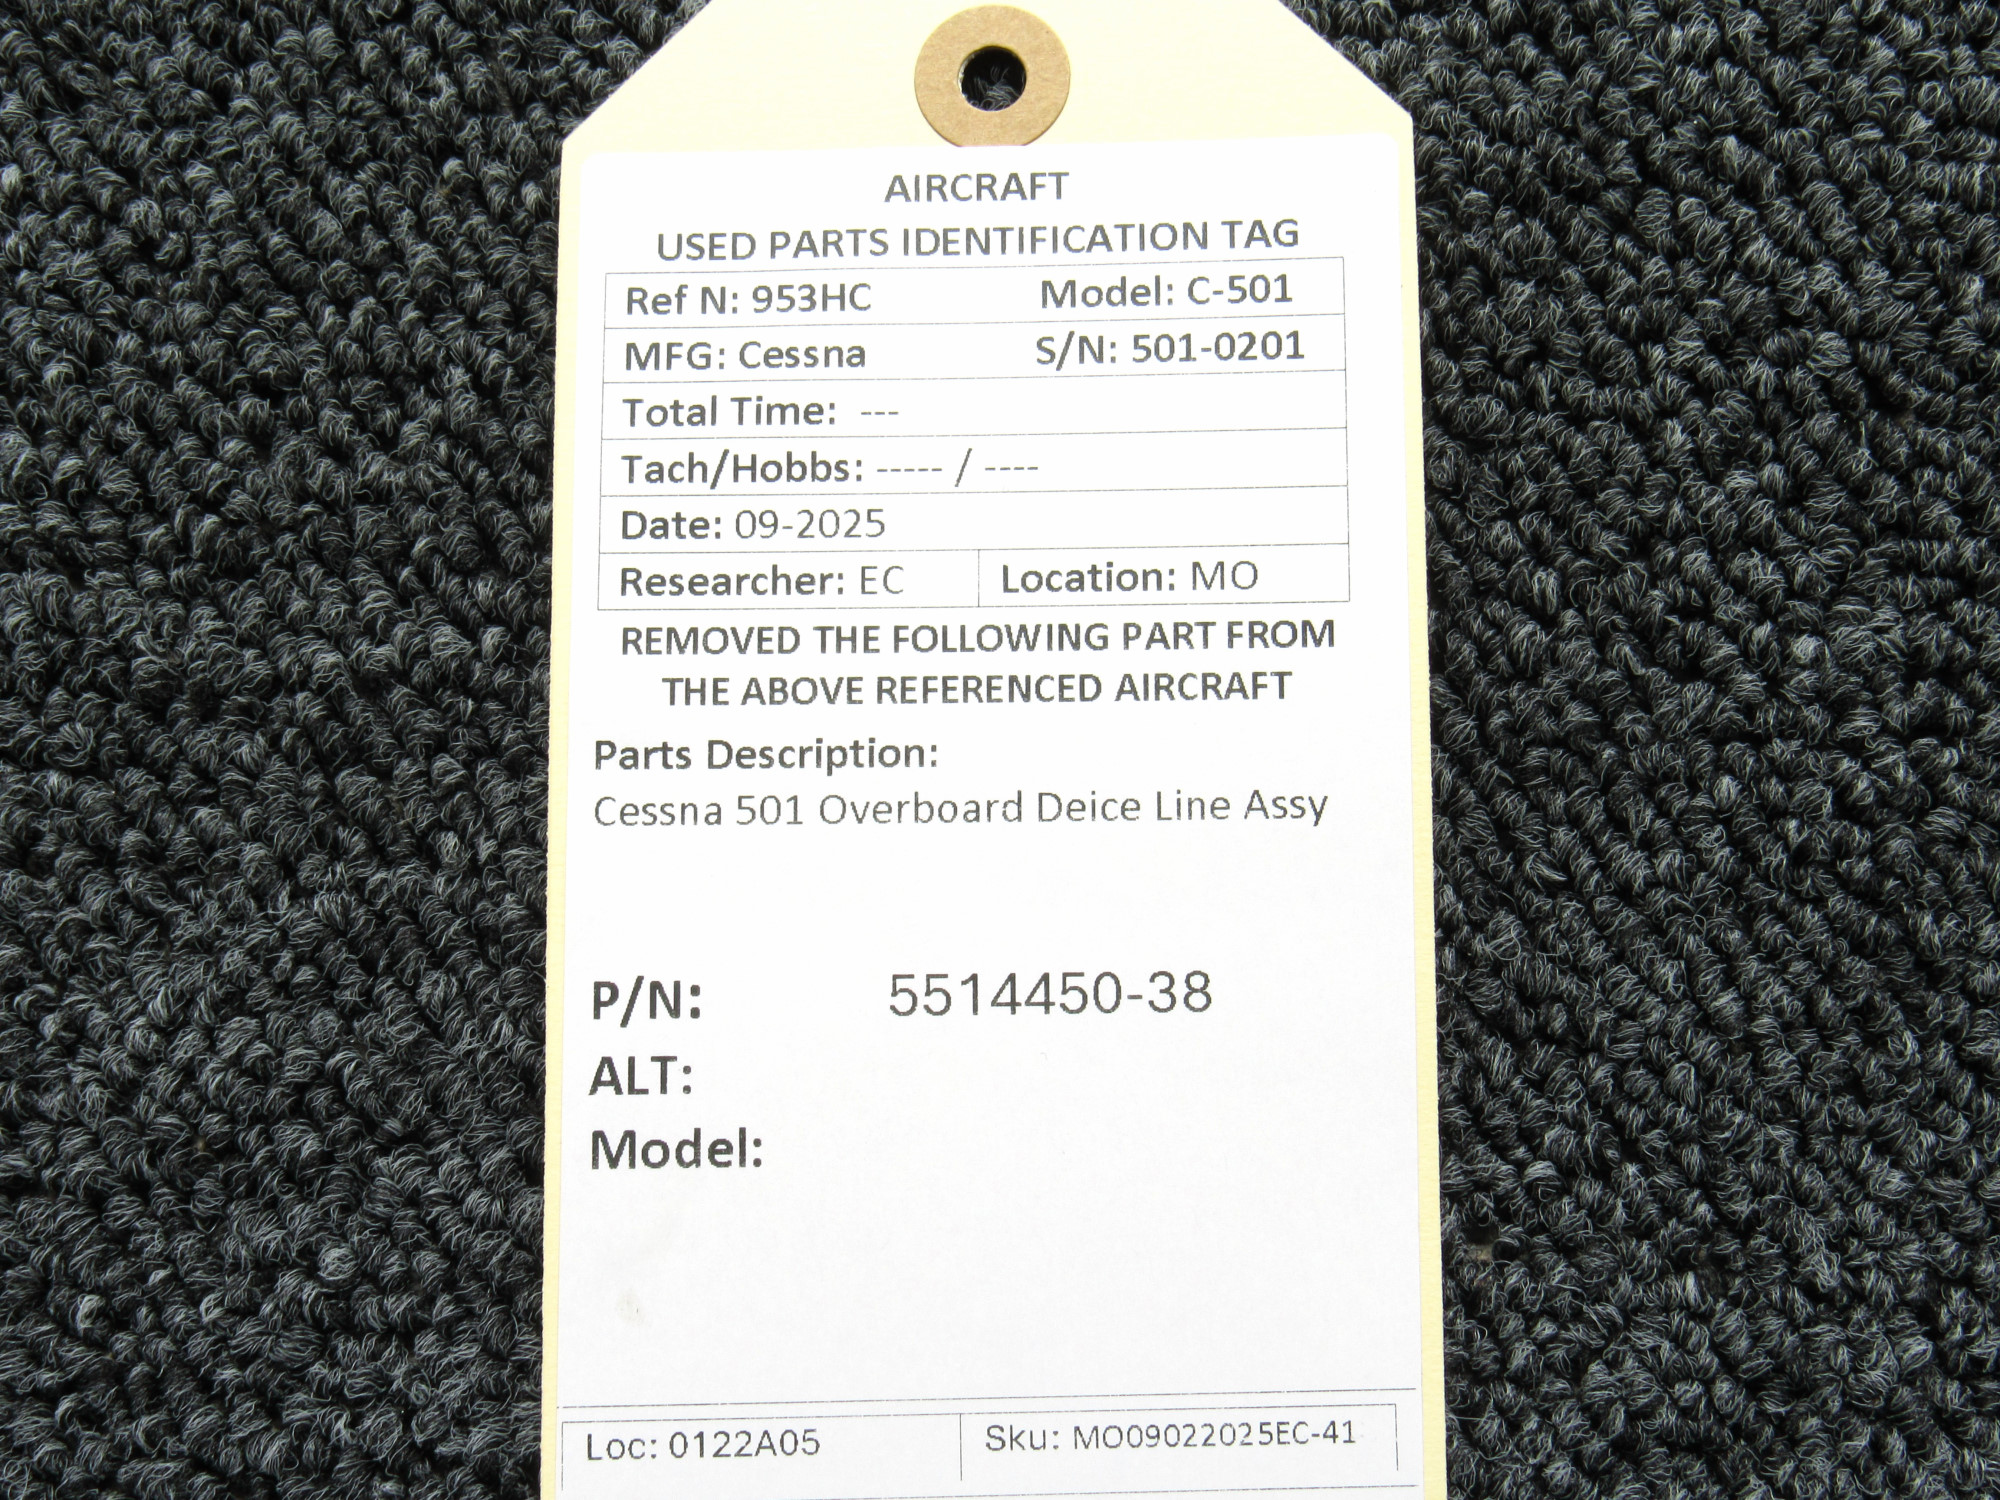 AIRCRAFT
USED PARTS IDENTIFICATION TAG
Ref N: 953HC Model: C-501
MFG: Cessna S/N: 501-0201
Total Time: ---
Tach/Hobbs: ----- / ----
Date: 09-2025
Researcher: EC Location: MO
REMOVED THE FOLLOWING PART FROM
THE ABOVE REFERENCED AIRCRAFT
Parts Description:
Cessna 501 Overboard Deice Line Assy
P/N: 5514450-38
ALT:
Model:
Loc: 0122A05 Sku: MO09022025EC-41